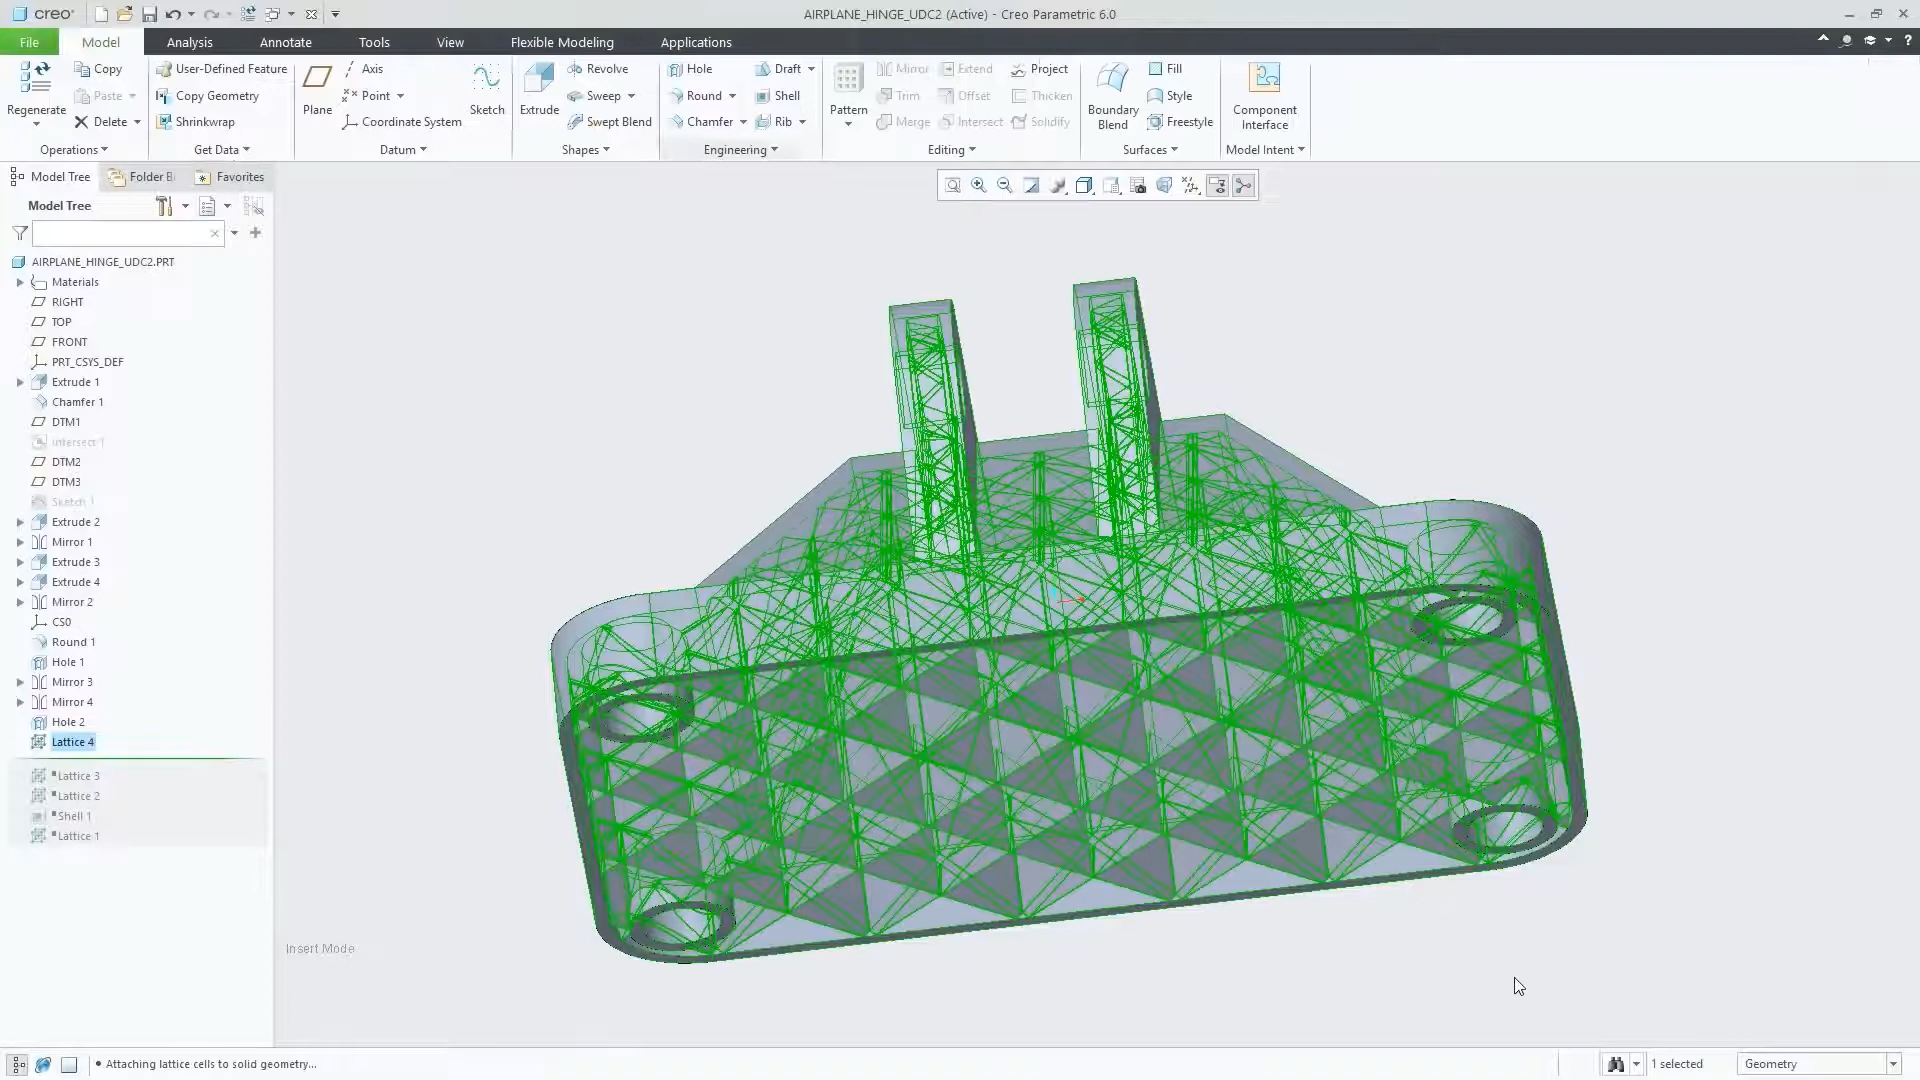 creo
AIRPLANE_HINGE_UDC2 (Active) - Creo Parametric 6.0
File Model Analysis Annotate Tools View Flexible Modeling Applications
Regenerate
Copy
Paste
Delete
Operations
User-Defined Feature
Copy Geometry
Shrinkwrap
Get Data
Plane
Axis
Point
Coordinate System
Sketch
Datum
Extrude
Revolve
Sweep
Swept Blend
Shapes
Hole
Round
Chamfer
Draft
Shell
Rib
Engineering
Pattern
Mirror
Trim
Merge
Extend
Offset
Intersect
Project
Thicken
Solidify
Editing
Boundary
Blend
Fill
Style
Freestyle
Surfaces
Component
Interface
Model Intent
Model Tree Folder B Favorites
Model Tree
AIRPLANE_HINGE_UDC2.PRT
Materials
RIGHT
TOP
FRONT
PRT_CSYS_DEF
Extrude 1
Chamfer 1
DTM1
Intersect 1
DTM2
DTM3
Sketch 1
Extrude 2
Mirror 1
Extrude 3
Extrude 4
Mirror 2
CS0
Round 1
Hole 1
Mirror 3
Mirror 4
Hole 2
Lattice 4
Lattice 3
Lattice 2
Shell 1
Lattice 1
Insert Mode
• Attaching lattice cells to solid geometry...
1 selected
Geometry